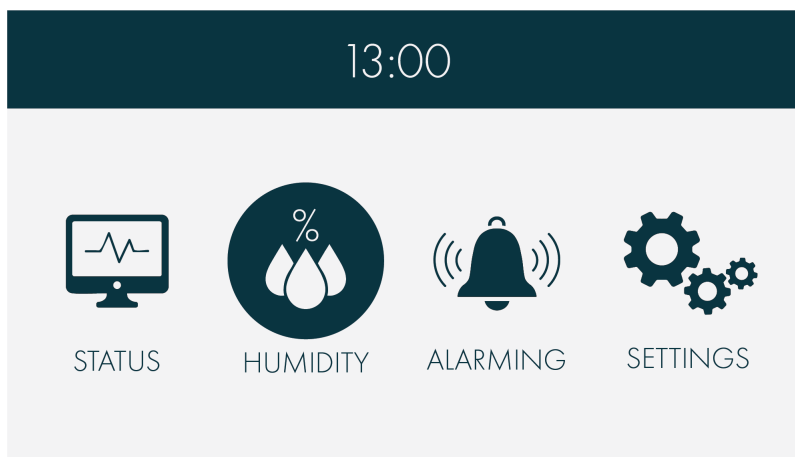 13:00
%
STATUS
HUMIDITY
ALARMING
SETTINGS